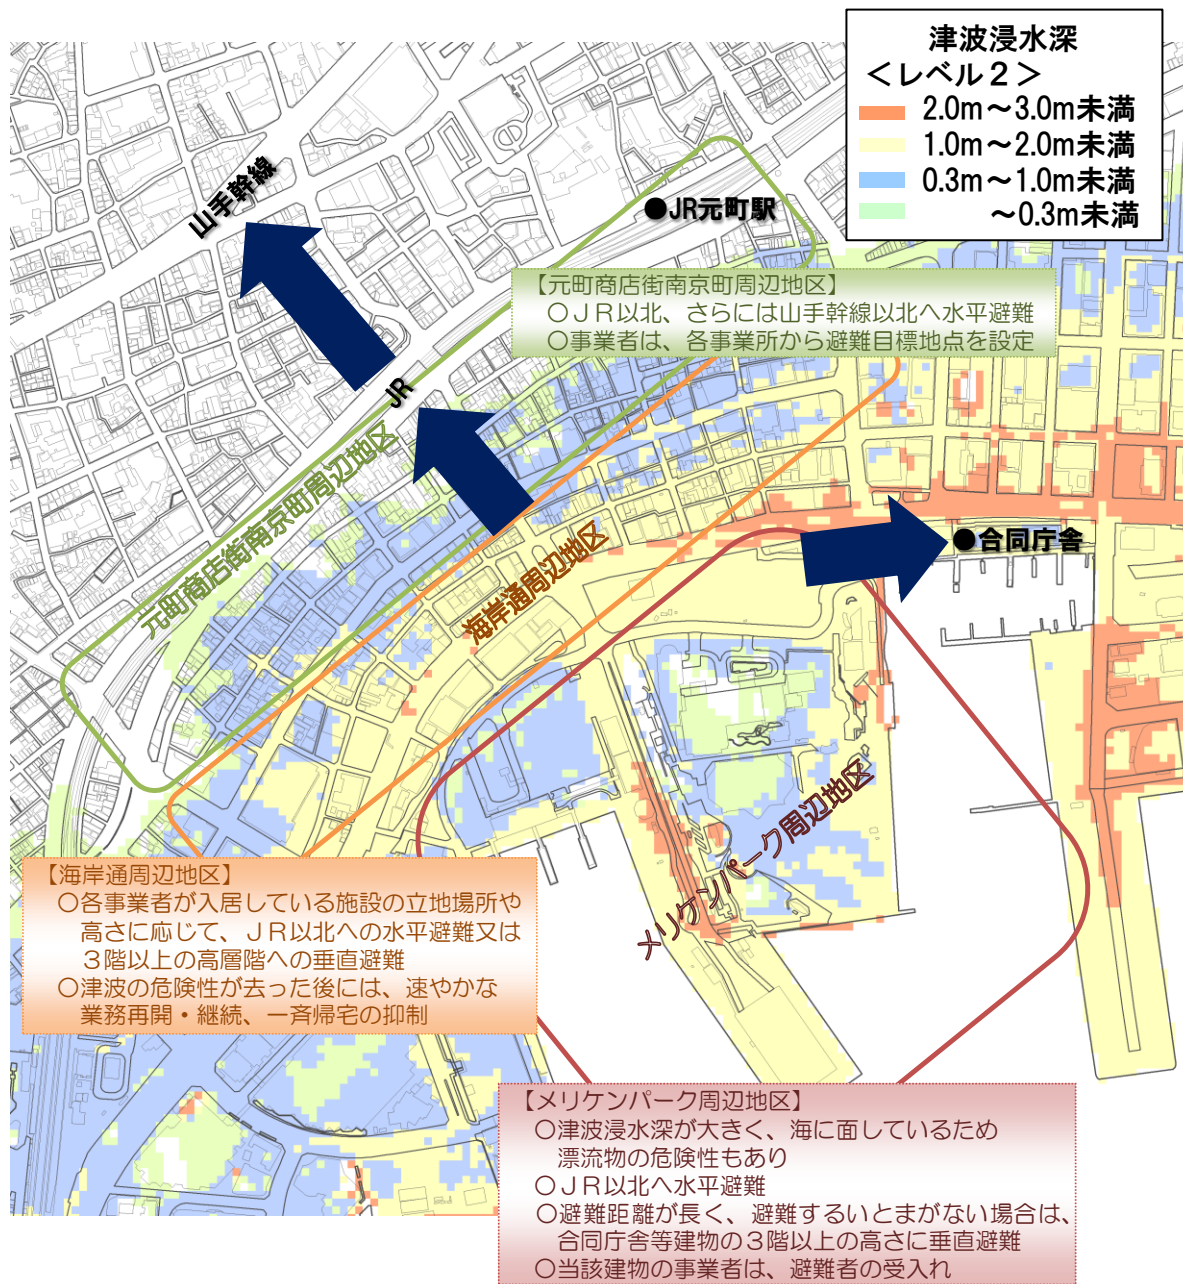 津波浸水深
＜レベル２＞
2.0m～3.0m未満
1.0m～2.0m未満
0.3m～1.0m未満
～0.3m未満
山手幹線
●JR元町駅
【元町商店街南京町周辺地区】
○ＪＲ以北、さらには山手幹線以北へ水平避難
○事業者は、各事業所から避難目標地点を設定
JR
元町商店街南京町周辺地区
海岸通周辺地区
●合同庁舎
メリケンパーク周辺地区
【海岸通周辺地区】
○各事業者が入居している施設の立地場所や
高さに応じて、ＪＲ以北への水平避難又は
３階以上の高層階への垂直避難
○津波の危険性が去った後には、速やかな
業務再開・継続、一斉帰宅の抑制
【メリケンパーク周辺地区】
○津波浸水深が大きく、海に面しているため
漂流物の危険性もあり
○ＪＲ以北へ水平避難
○避難距離が長く、避難するいとまがない場合は、
合同庁舎等建物の３階以上の高さに垂直避難
○当該建物の事業者は、避難者の受入れ